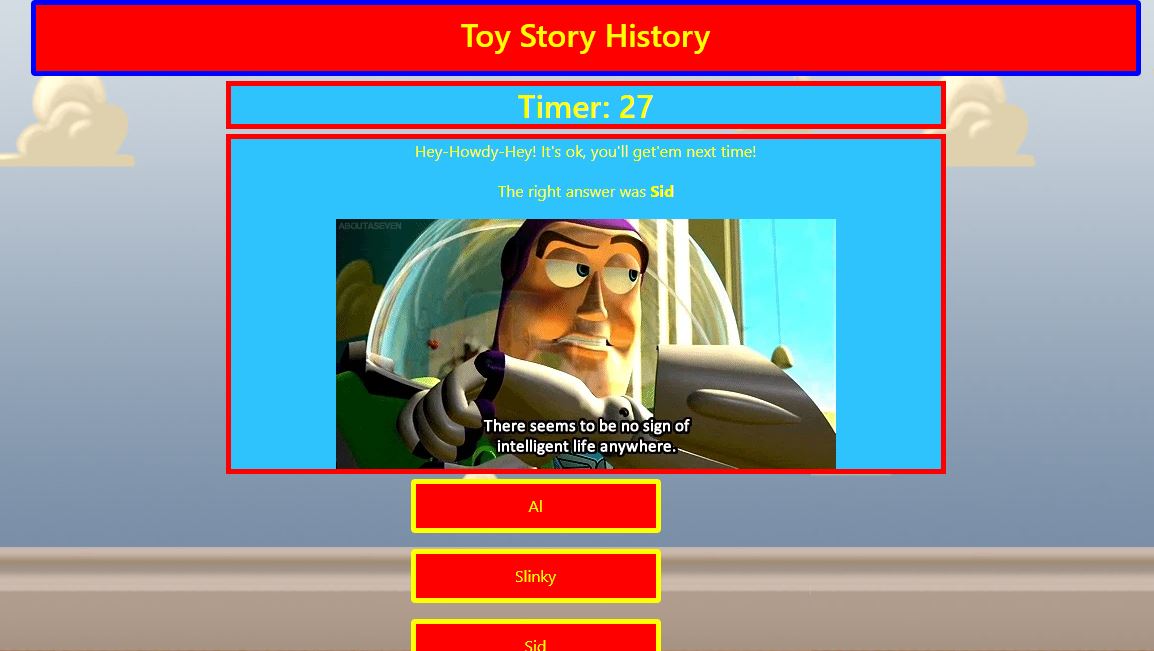 Toy Story History
Timer: 27
Hey-Howdy-Hey! It's ok, you'll get'em next time!
The right answer was Sid
ABOUTASEVEN
There seems to be no sign of
intelligent life anywhere.
Al
Slinky
Sid